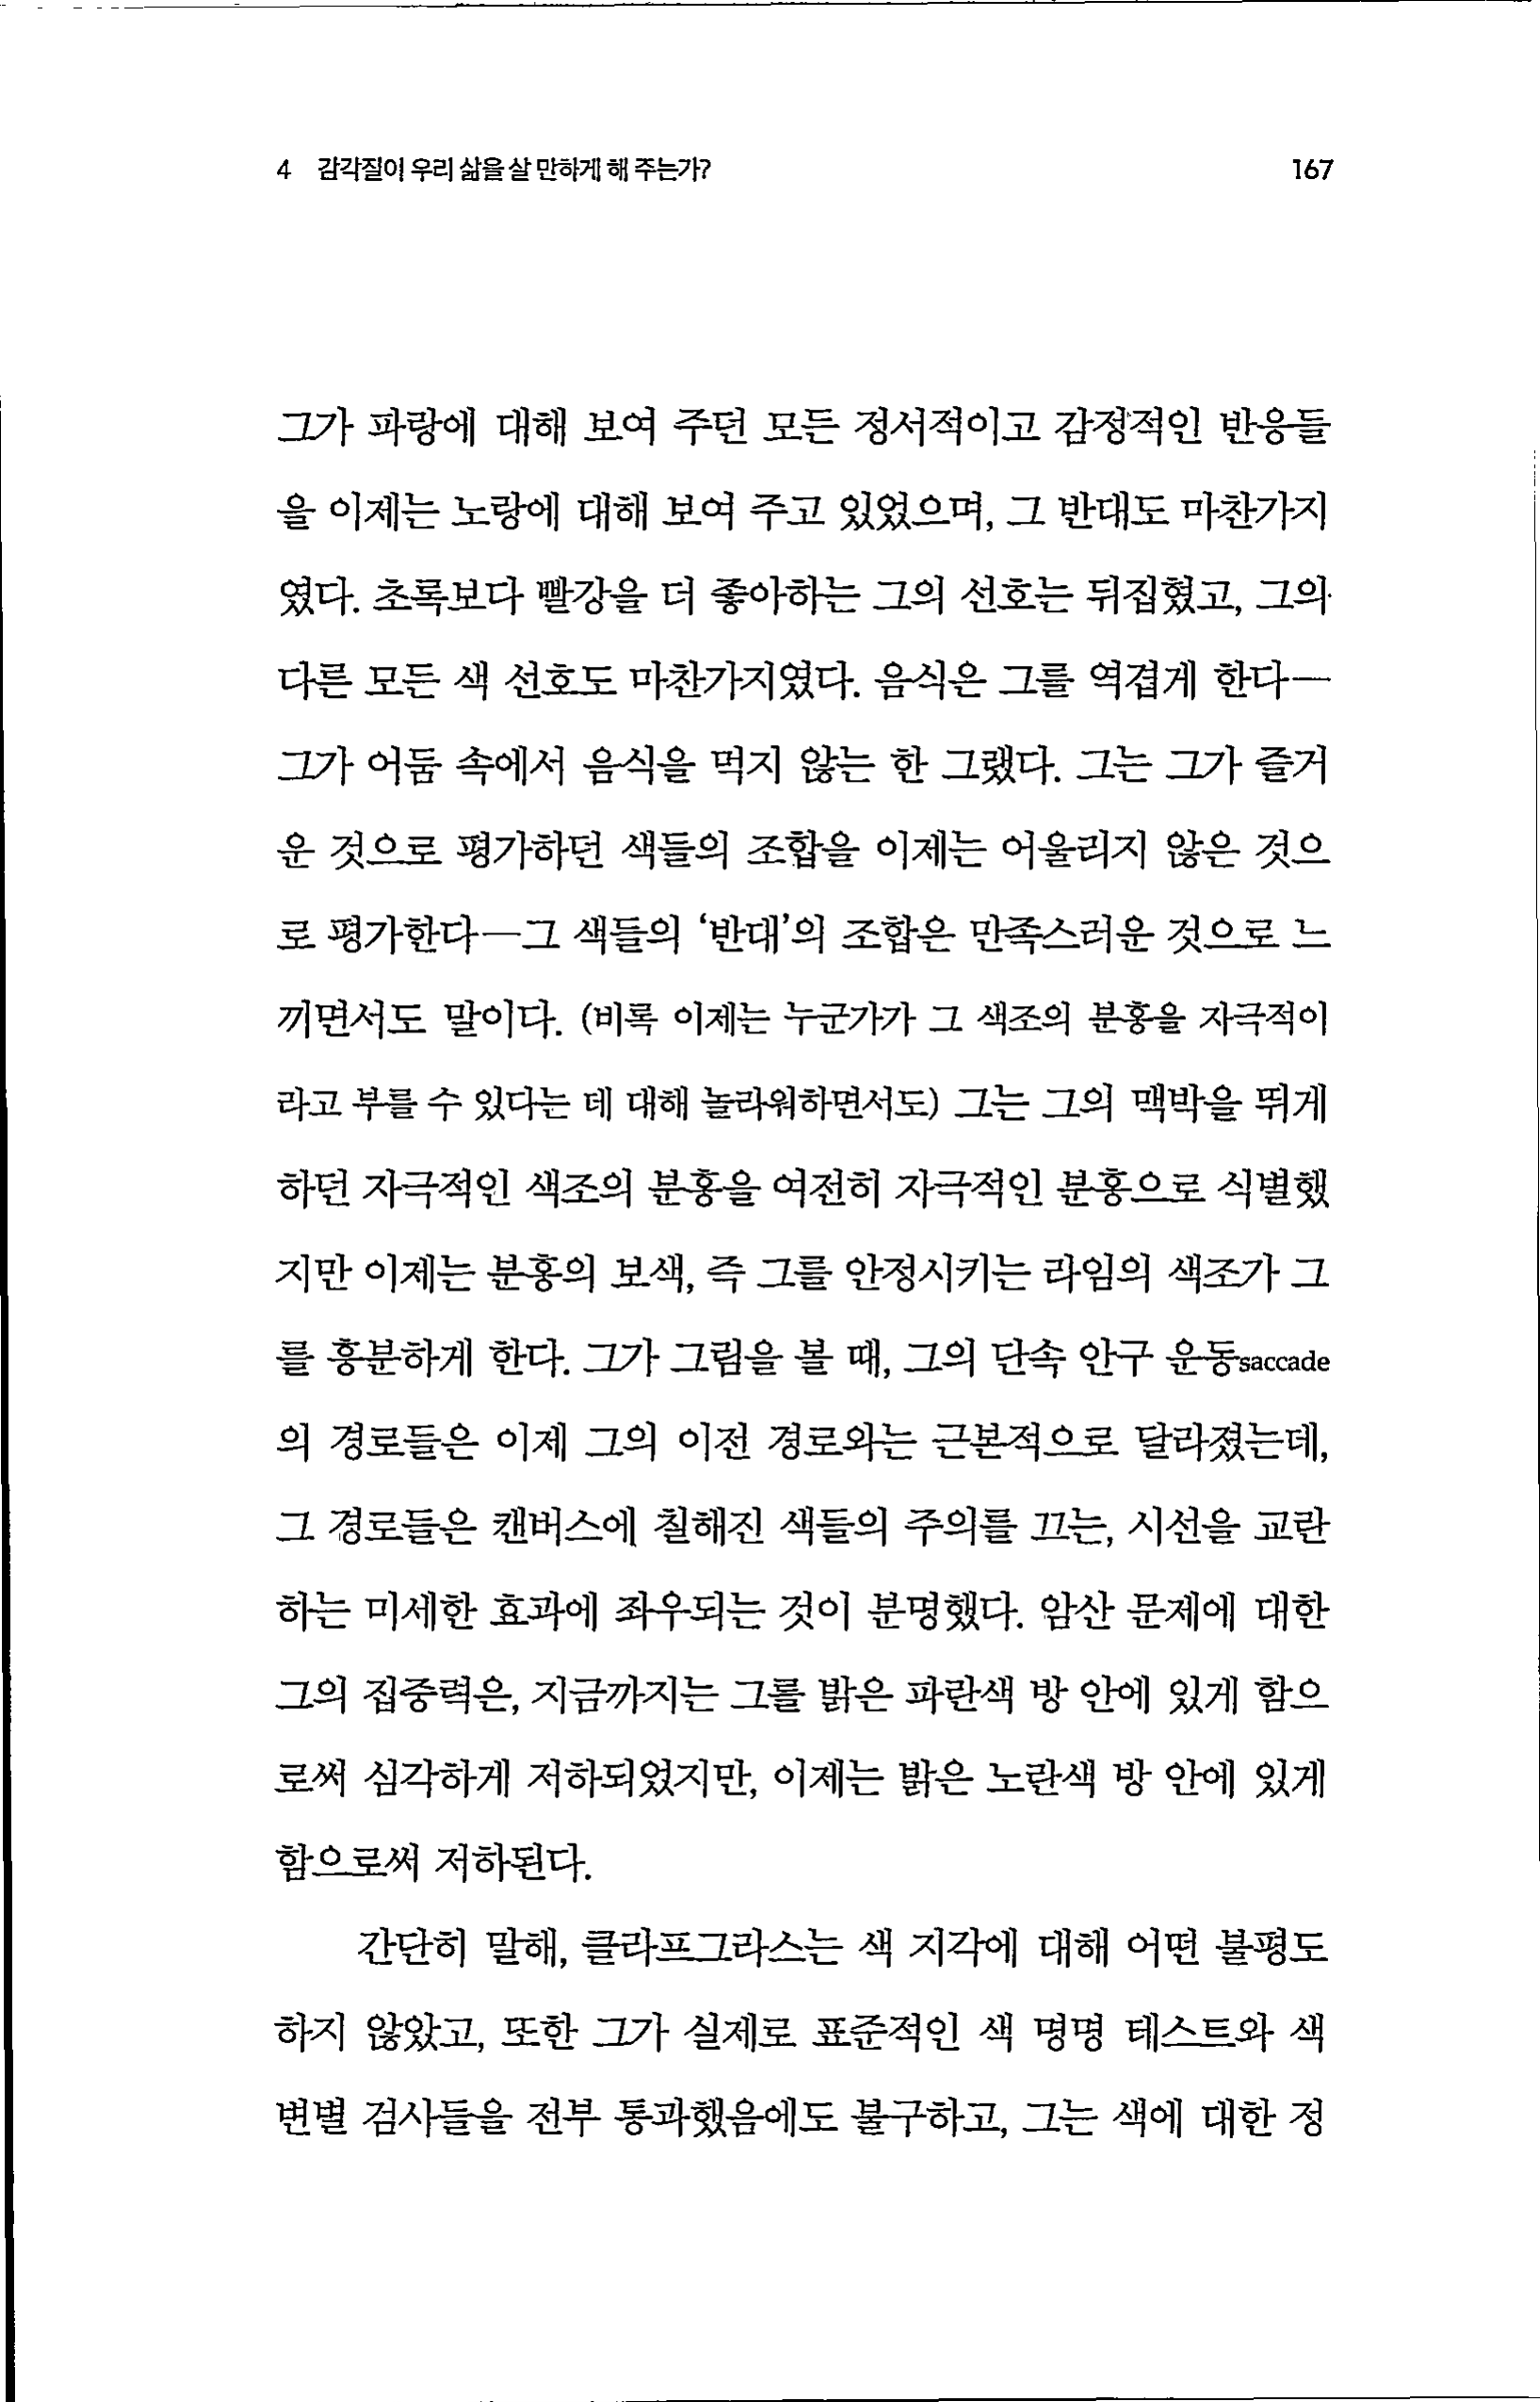 4 감각질이 우리 삶을 살 만하게 해 주는가?
167
그가 파랑에 대해 보여 주던 모든 정서적이고 감정적인 반응들
을 이제는 노랑에 대해 보여 주고 있었으며, 그 반대도 마찬가지
였다. 초록보다 빨강을 더 좋아하는 그의 선호는 뒤집혔고, 그의
다른 모든 색 선호도 마찬가지였다. 음식은 그를 역겹게 한다—
그가 어둠 속에서 음식을 먹지 않는 한 그랬다. 그는 그가 즐거
운 것으로 평가하던 색들의 조합을 이제는 어울리지 않은 것으
로 평가한다—그 색들의 ‘반대’의 조합은 만족스러운 것으로 느
끼면서도 말이다. (비록 이제는 누군가가 그 색조의 분홍을 자극적이
라고 부를 수 있다는 데 대해 놀라워하면서도) 그는 그의 맥박을 뛰게
하던 자극적인 색조의 분홍을 여전히 자극적인 분홍으로 식별했
지만 이제는 분홍의 보색, 즉 그를 안정시키는 라임의 색조가 그
를 흥분하게 한다. 그가 그림을 볼 때, 그의 단속 안구 운동saccade
의 경로들은 이제 그의 이전 경로와는 근본적으로 달라졌는데,
그 경로들은 캔버스에 칠해진 색들의 주의를 끄는, 시선을 교란
하는 미세한 효과에 좌우되는 것이 분명했다. 암산 문제에 대한
그의 집중력은, 지금까지는 그를 밝은 파란색 방 안에 있게 함으
로써 심각하게 저하되었지만, 이제는 밝은 노란색 방 안에 있게
함으로써 저하된다.
간단히 말해, 클라프그라스는 색 지각에 대해 어떤 불평도
하지 않았고, 또한 그가 실제로 표준적인 색 명명 테스트와 색
변별 검사들을 전부 통과했음에도 불구하고, 그는 색에 대한 정